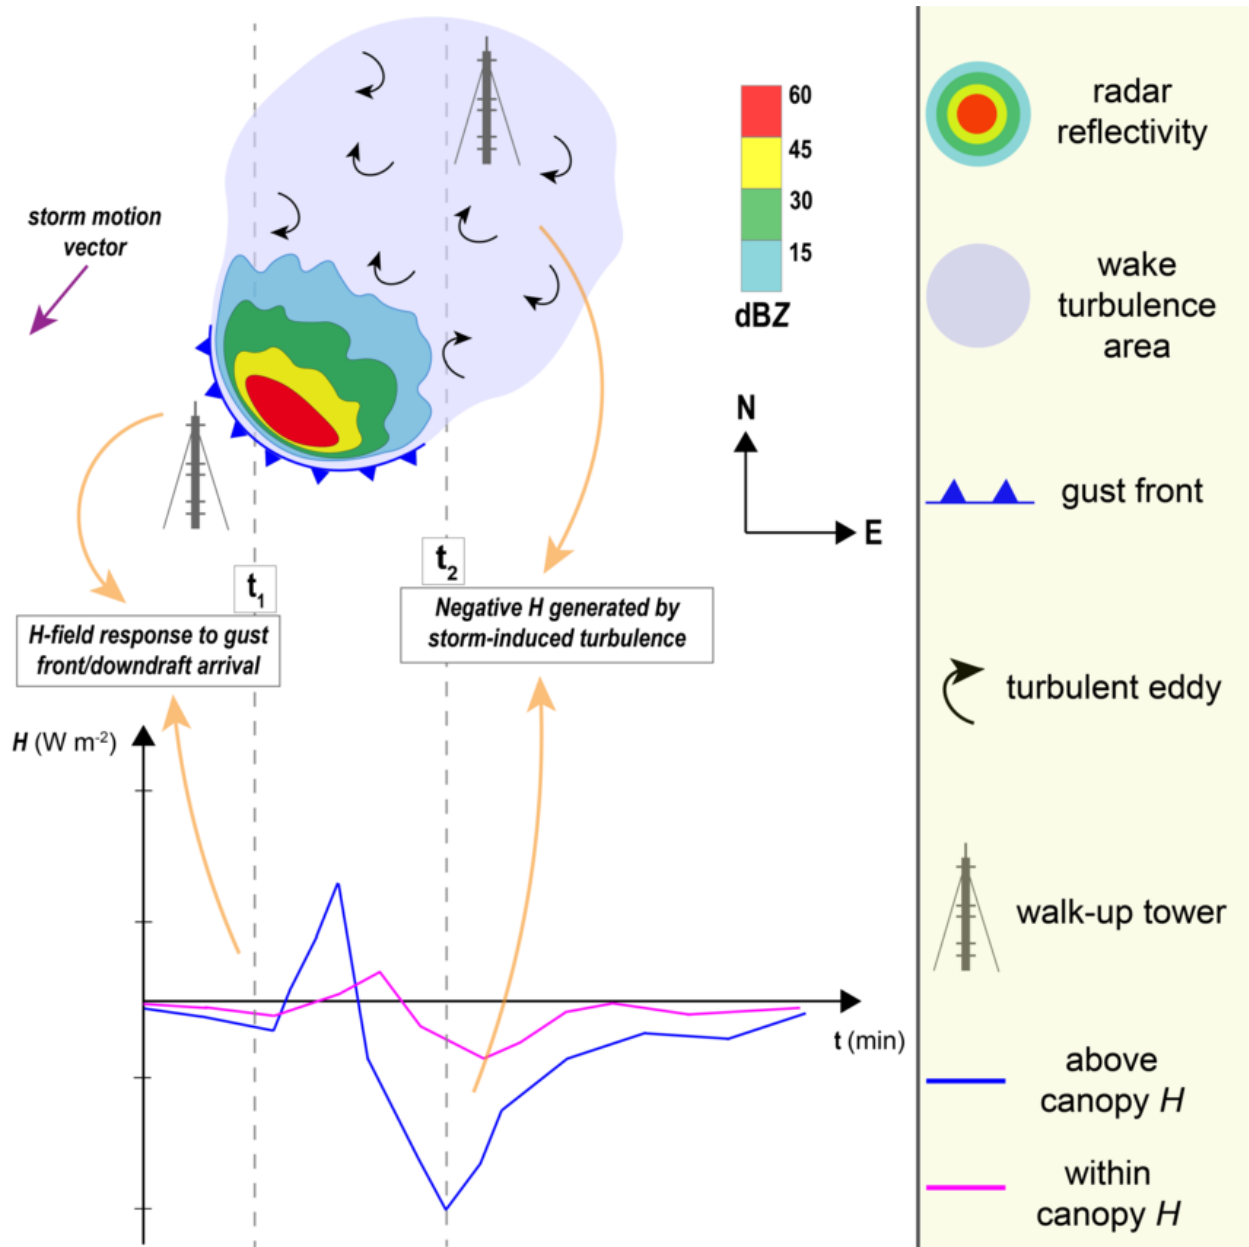 storm motion
vector
60
45
30
15
dBZ
N
E
t1
t2
H-field response to gust
front/downdraft arrival
Negative H generated by
storm-induced turbulence
H (W m-2)
t (min)
radar
reflectivity
wake
turbulence
area
gust front
turbulent eddy
walk-up tower
above
canopy H
within
canopy H